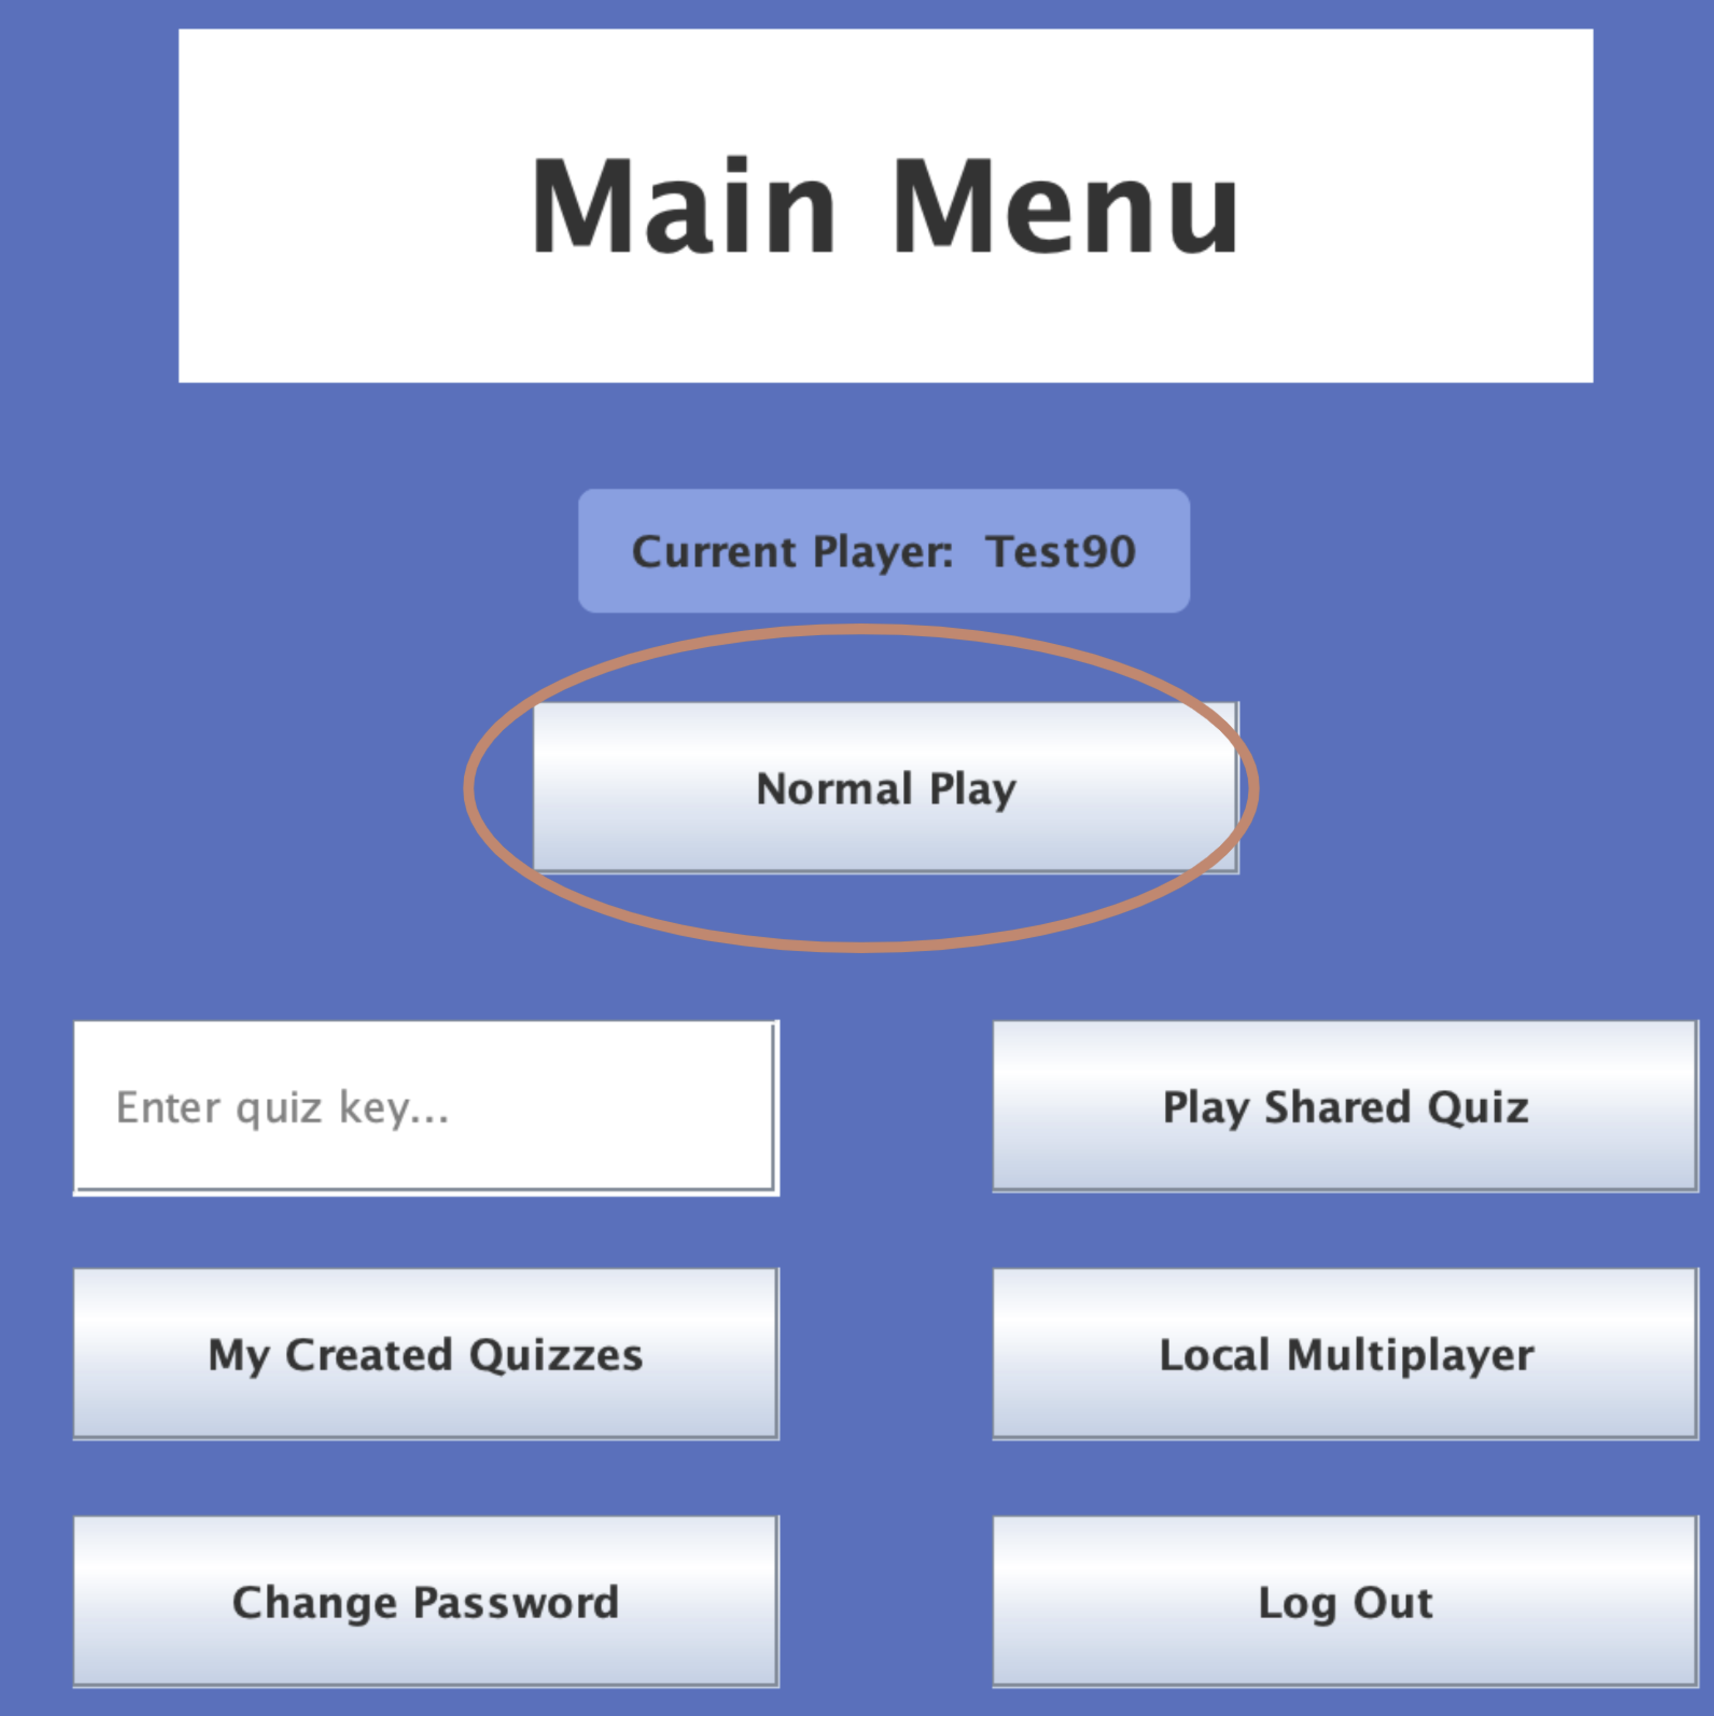 Main Menu
Current Player:  Test90
Normal Play
Enter quiz key...
Play Shared Quiz
My Created Quizzes
Local Multiplayer
Change Password
Log Out